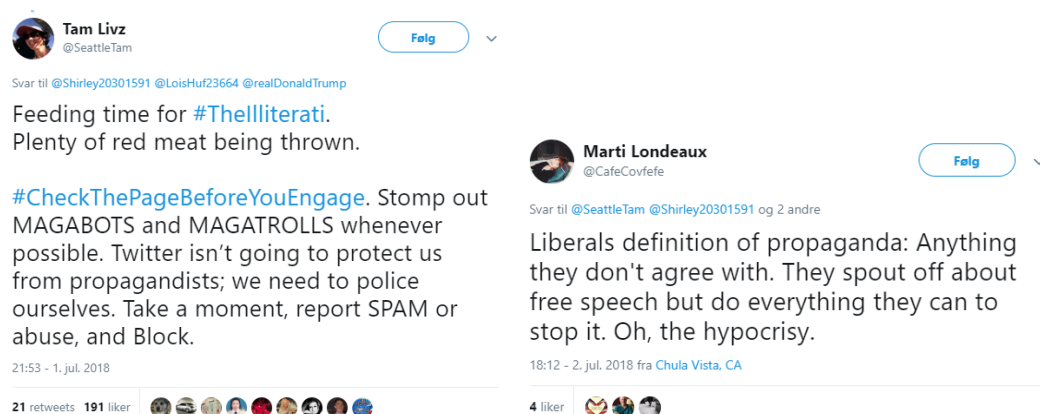 Tam Livz
@SeattleTam
Følg
Svar til @Shirley20301591 @LoisHuf23664 @realDonaldTrump
Feeding time for #TheIlliterati.
Plenty of red meat being thrown.
#CheckThePageBeforeYouEngage. Stomp out
MAGABOTS and MAGATROLLS whenever
possible. Twitter isn’t going to protect us
from propagandists; we need to police
ourselves. Take a moment, report SPAM or
abuse, and Block.
21:53 - 1. jul. 2018
21 retweets 191 liker
Marti Londeaux
@CafeCovfefe
Følg
Svar til @SeattleTam @Shirley20301591 og 2 andre
Liberals definition of propaganda: Anything
they don't agree with. They spout off about
free speech but do everything they can to
stop it. Oh, the hypocrisy.
18:12 - 2. jul. 2018 fra Chula Vista, CA
4 liker